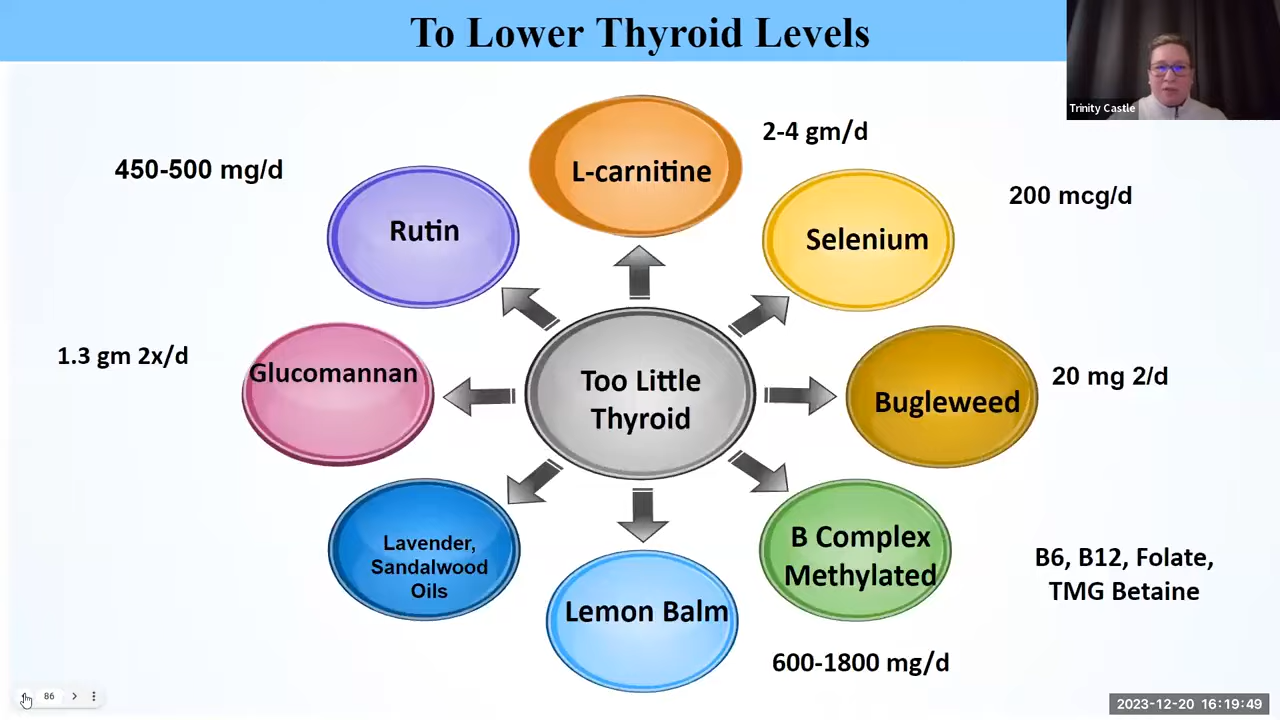 To Lower Thyroid Levels
Trinity Castle
L-carnitine
2-4 gm/d
450-500 mg/d
Rutin
Selenium
200 mcg/d
1.3 gm 2x/d
Glucomannan
Too Little
Thyroid
Bugleweed
20 mg 2/d
Lavender,
Sandalwood
Oils
Lemon Balm
600-1800 mg/d
B Complex
Methylated
B6, B12, Folate,
TMG Betaine
86
2023-12-20 16:19:49